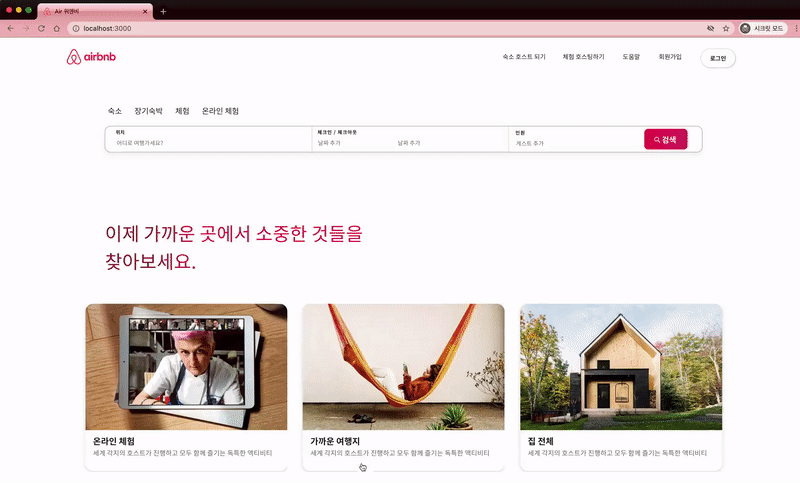 Air 위엔비
localhost:3000
시크릿 모드
airbnb
숙소 호스트 되기 체험 호스팅하기 도움말 회원가입 로그인
숙소 장기숙박 체험 온라인 체험
위치 체크인 / 체크아웃 인원
어디로 여행가세요? 날짜 추가 날짜 추가 게스트 추가
검색
이제 가까운 곳에서 소중한 것들을
찾아보세요.
온라인 체험
세계 각지의 호스트가 진행하고 모두 함께 즐기는 독특한 액티비티
가까운 여행지
세계 각지의 호스트가 진행하고 모두 함께 즐기는 독특한 액티비티
집 전체
세계 각지의 호스트가 진행하고 모두 함께 즐기는 독특한 액티비티